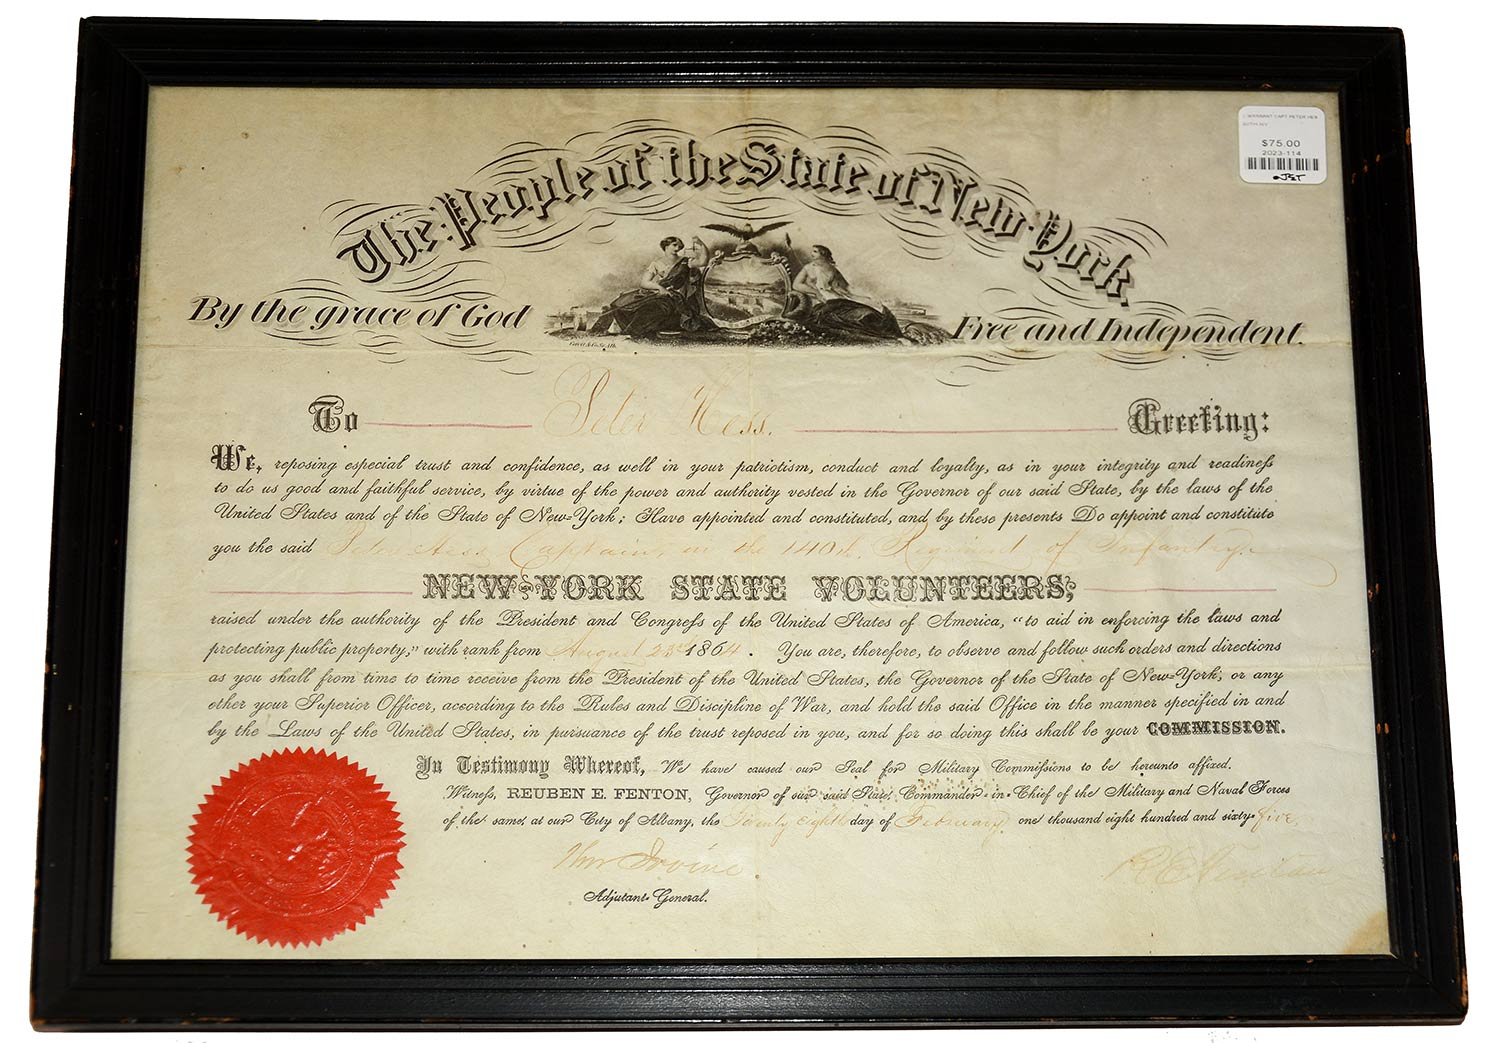 C WARRANT CAPT PETER HES
$75.00
2023-114
The People of the State of New-York,
By the grace of God
Free and Independent.
To Peter Hess. Greeting:
We, reposing especial trust and confidence, as well in your patriotism, conduct and loyalty, as in your integrity and readiness
to do us good and faithful service, by virtue of the power and authority vested in the Governor of our said State, by the laws of the
United States and of the State of New-York; Have appointed and constituted, and by these presents Do appoint and constitute
you the said Peter Hess Captain, in the 140th Regiment of Infantry.
NEW-YORK STATE VOLUNTEERS;
raised under the authority of the President and Congress of the United States of America, "to aid in enforcing the laws and
protecting public property," with rank from August 23rd 1864. You are, therefore, to observe and follow such orders and directions
as you shall from time to time receive from the President of the United States, the Governor of the State of New-York, or any
other your Superior Officer, according to the Rules and Discipline of War, and hold the said Office in the manner specified in and
by the Laws of the United States, in pursuance of the trust reposed in you, and for so doing this shall be your COMMISSION.
In Testimony Whereof, We have caused our Seal for Military Commissions to be hereunto affixed.
Witness, REUBEN E. FENTON, Governor of our said State, Commander-in-Chief of the Military and Naval Forces
of the same, at our City of Albany, the Twenty Eighth day of February, one thousand eight hundred and sixty-five.
Wm Irvine
R E Fenton
Adjutant General.